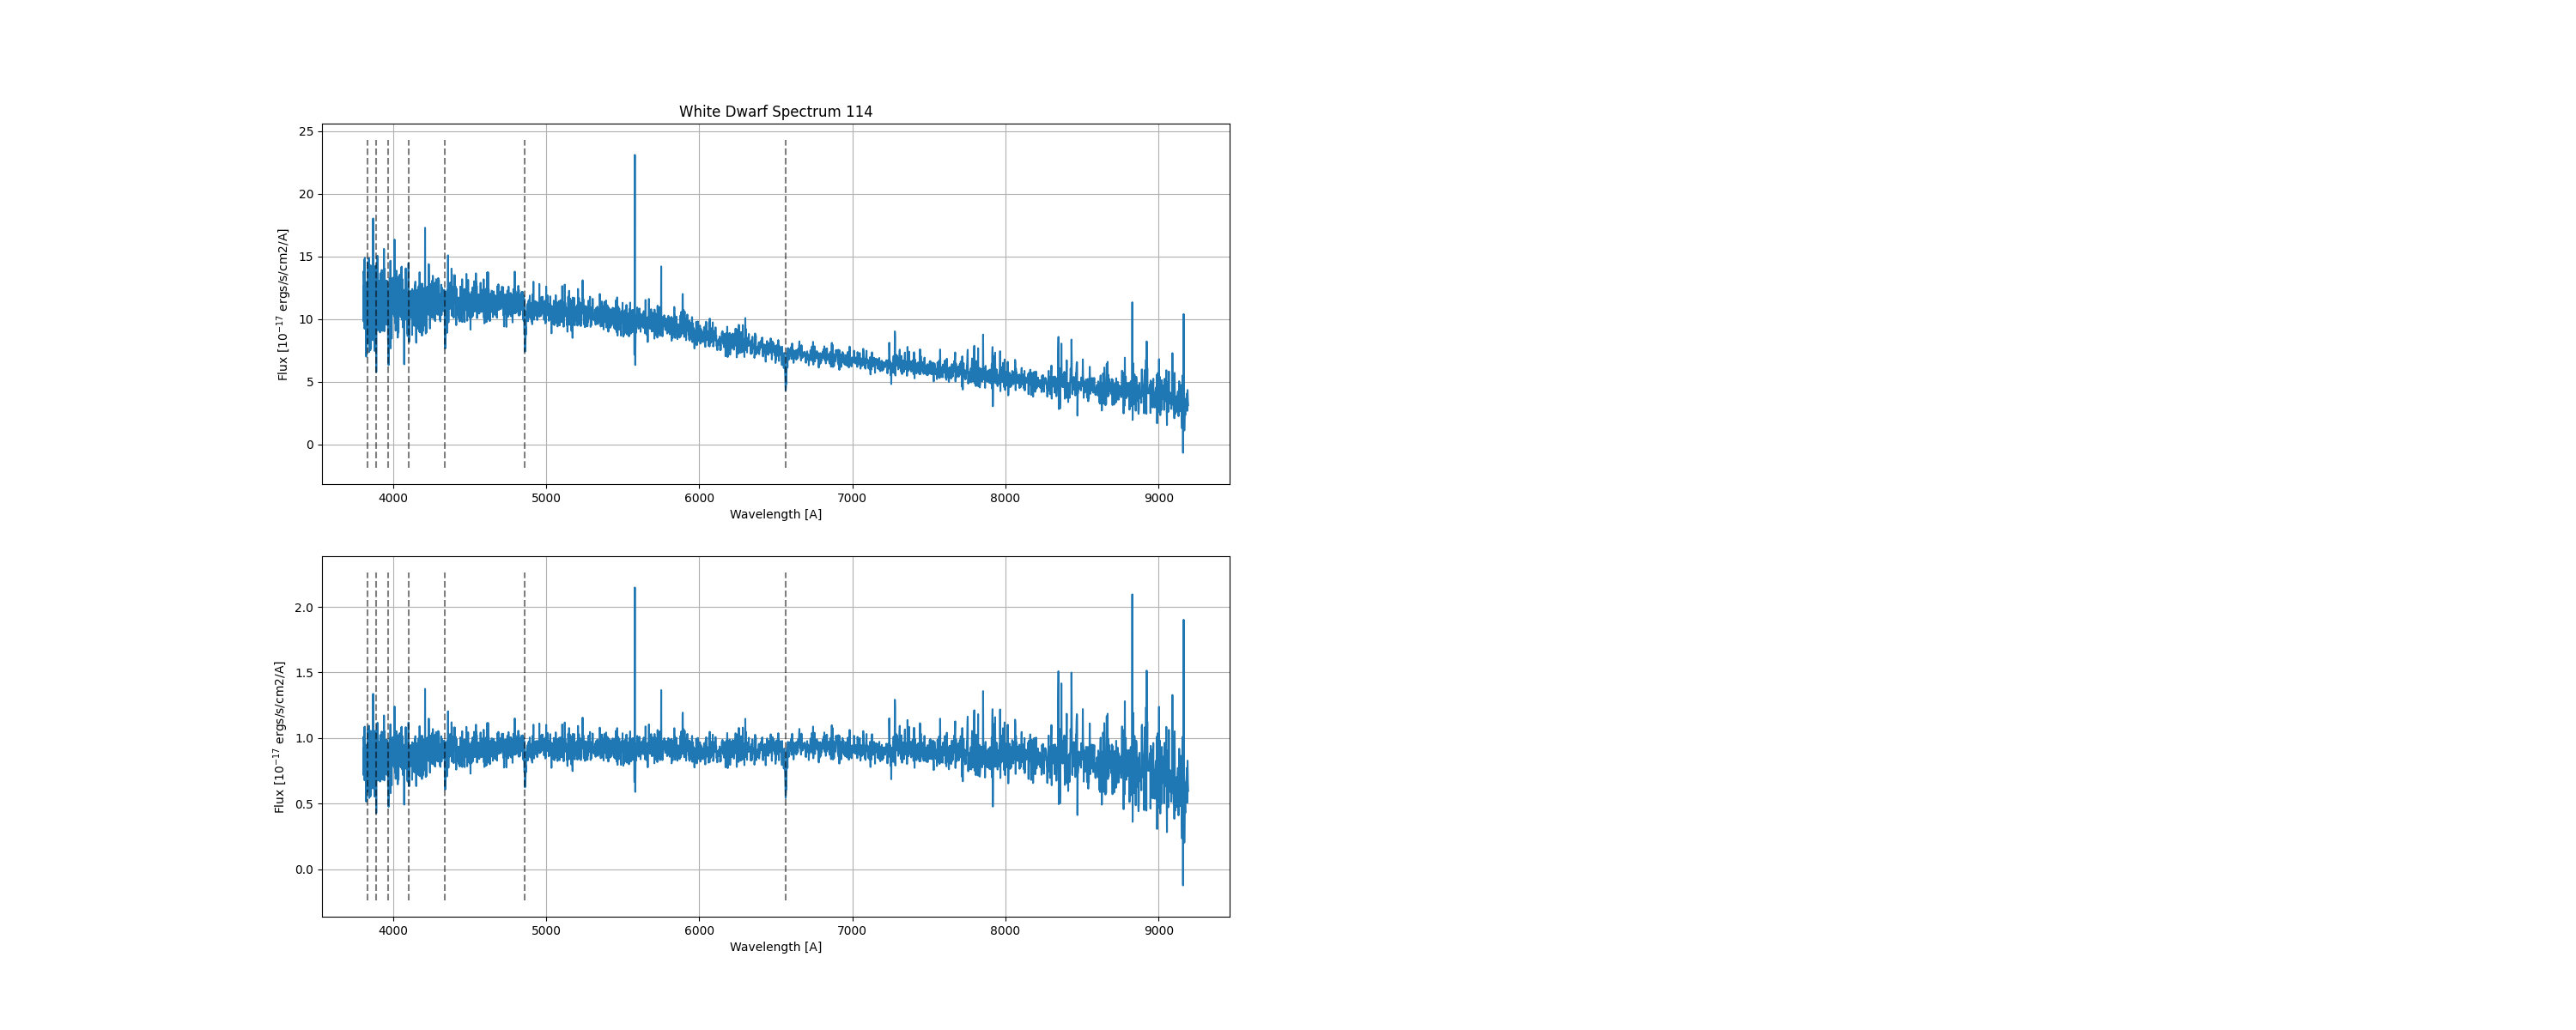 White Dwarf Spectrum 114
25
20
15
10
5
0
Flux [10⁻¹⁷ ergs/s/cm2/A]
4000 5000 6000 7000 8000 9000
Wavelength [A]
2.0
1.5
1.0
0.5
0.0
Flux [10⁻¹⁷ ergs/s/cm2/A]
4000 5000 6000 7000 8000 9000
Wavelength [A]